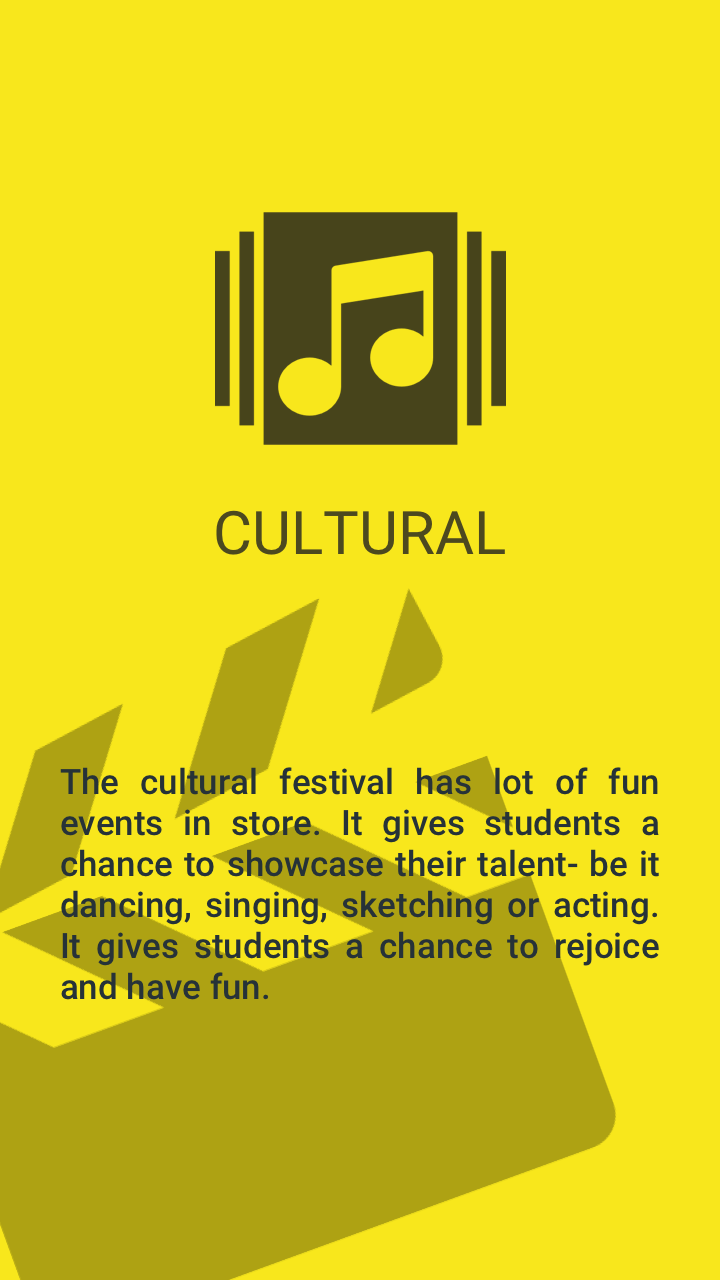 CULTURAL
The cultural festival has lot of fun
events in store. It gives students a
chance to showcase their talent- be it
dancing, singing, sketching or acting.
It gives students a chance to rejoice
and have fun.